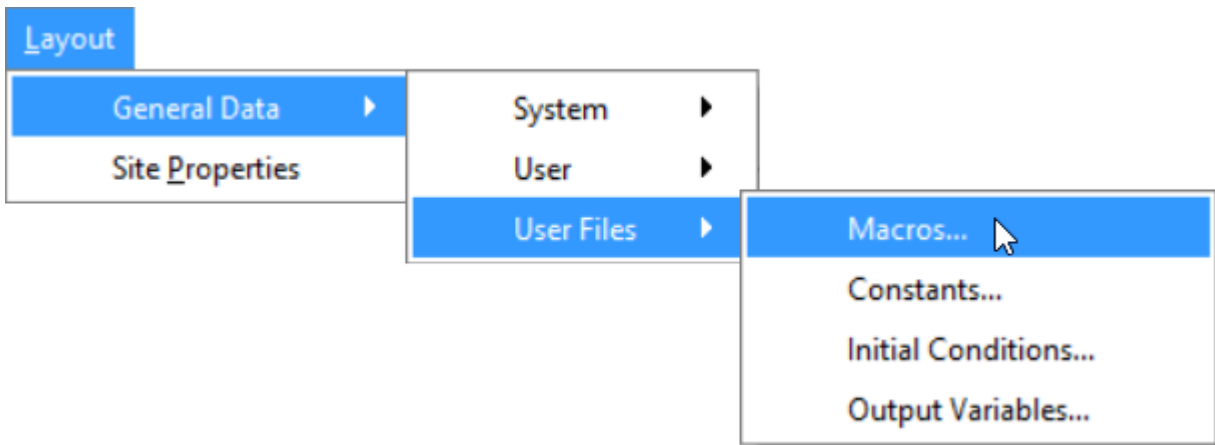 Layout
General Data
Site Properties
System
User
User Files
Macros...
Constants...
Initial Conditions...
Output Variables...